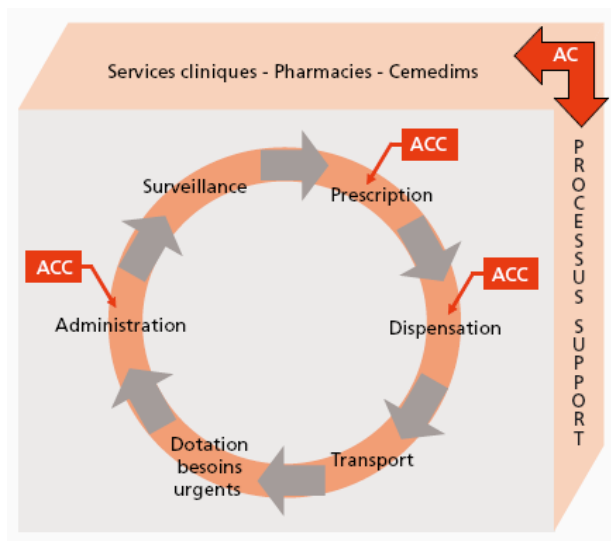 Services cliniques - Pharmacies - Cemedims
AC
ACC
Surveillance
Prescription
ACC
ACC
Administration
Dispensation
Dotation
besoins
urgents
Transport
PROCESSUS SUPPORT